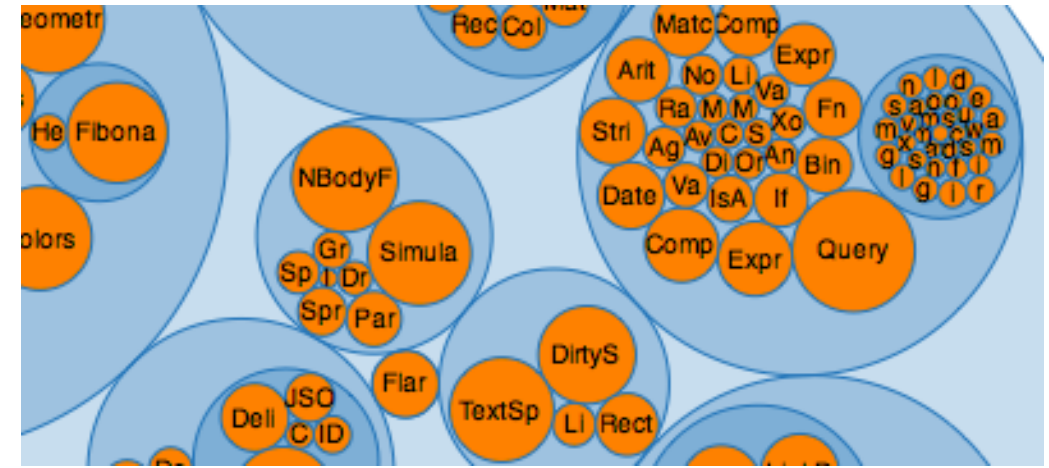 eometr
He
Fibona
olors
Rec
Col
NBodyF
Simula
Gr
Sp
I
Dr
Spr
Par
Flar
Deli
JSO
C
ID
TextSp
DirtyS
Li
Rect
Matc
Comp
Expr
Arit
No
Li
Va
Fn
Ra
M
M
Xo
Stri
Ag
Av
C
S
An
Di
Or
Bin
Date
Va
IsA
If
Comp
Expr
Query
n
l
d
s
a
o
o
e
a
m
v
m
s
u
w
m
x
g
s
a
d
s
l
n
f
i
g
i
r